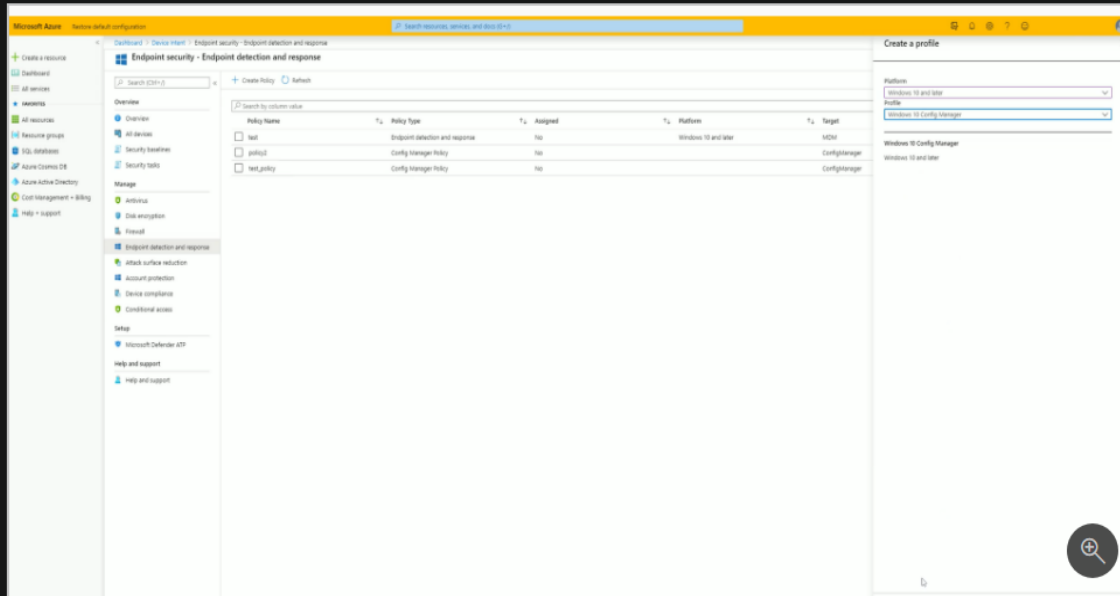 Microsoft Azure Restore default configuration
Search resources, services, and docs (G+/)
Dashboard > Device Intent > Endpoint security - Endpoint detection and response
Endpoint security - Endpoint detection and response
Create a resource
Dashboard
All services
FAVORITES
All resources
Resource groups
SQL databases
Azure Cosmos DB
Azure Active Directory
Cost Management + Billing
Help + support
Search (Ctrl+/)
Overview
Overview
All devices
Security baselines
Security tasks
Manage
Antivirus
Disk encryption
Firewall
Endpoint detection and response
Attack surface reduction
Account protection
Device compliance
Conditional access
Setup
Microsoft Defender ATP
Help and support
Help and support
Create Policy Refresh
Search by column value
Policy Name Policy Type Assigned Platform Target
test Endpoint detection and response No Windows 10 and later MDM
policy2 Config Manager Policy No ConfigManager
test_policy Config Manager Policy No ConfigManager
Create a profile
Platform
Windows 10 and later
Profile
Windows 10 Config Manager
Windows 10 Config Manager
Windows 10 and later